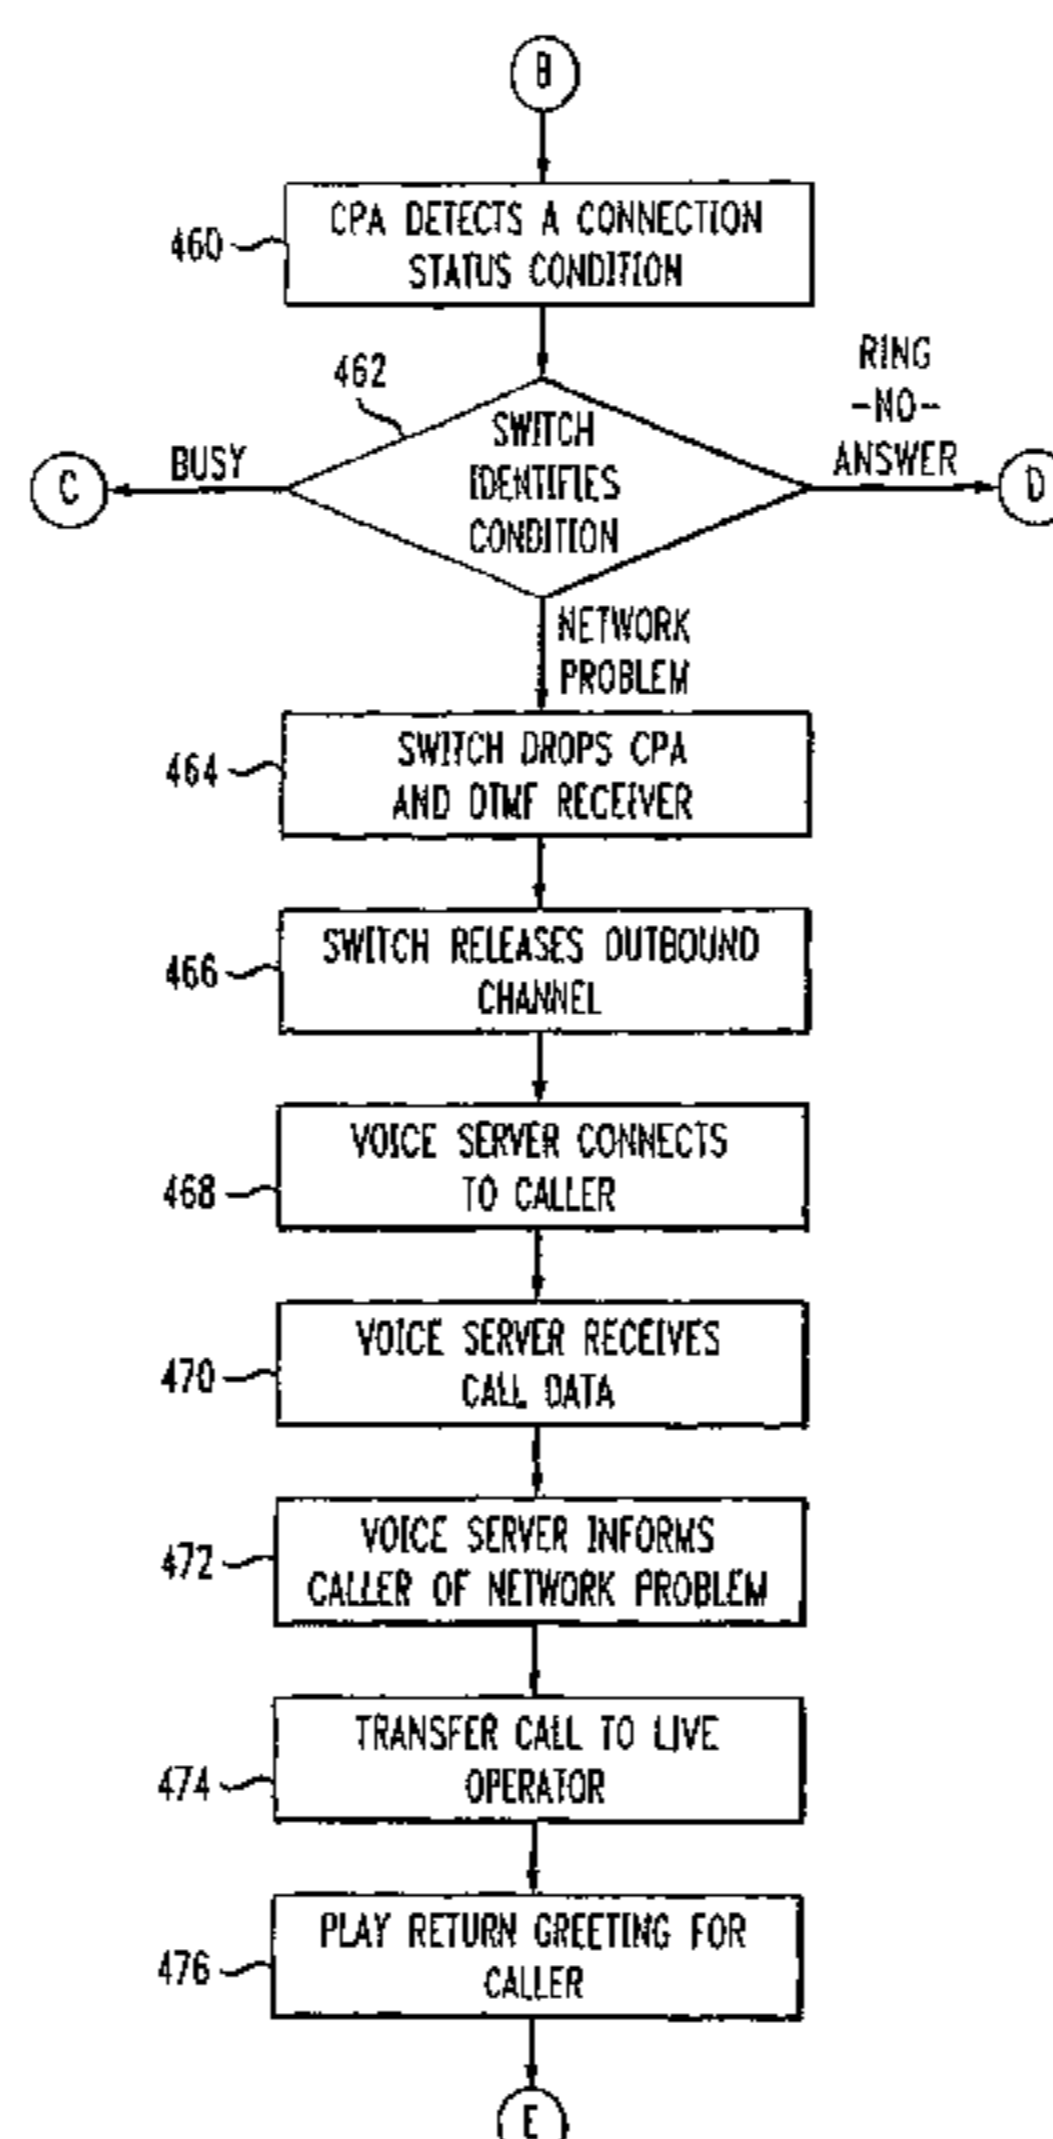 B
460
CPA DETECTS A CONNECTION
STATUS CONDITION
462
SWITCH
IDENTIFIES
CONDITION
BUSY
C
RING
-NO-
ANSWER
D
NETWORK
PROBLEM
464
SWITCH DROPS CPA
AND DTMF RECEIVER
466
SWITCH RELEASES OUTBOUND
CHANNEL
468
VOICE SERVER CONNECTS
TO CALLER
470
VOICE SERVER RECEIVES
CALL DATA
472
VOICE SERVER INFORMS
CALLER OF NETWORK PROBLEM
474
TRANSFER CALL TO LIVE
OPERATOR
476
PLAY RETURN GREETING FOR
CALLER
E